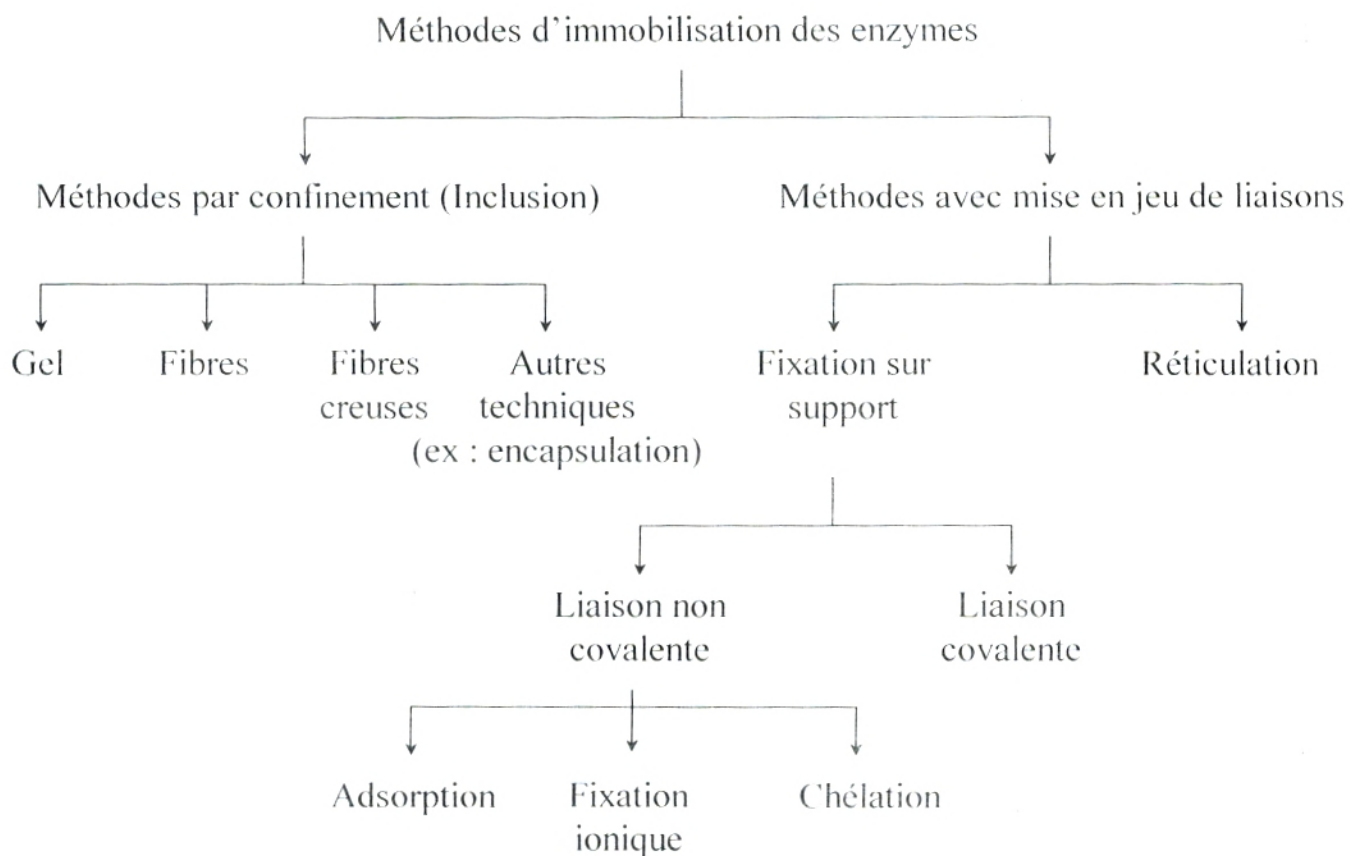 Méthodes d'immobilisation des enzymes
Méthodes par confinement (Inclusion)
Méthodes avec mise en jeu de liaisons
Gel
Fibres
Fibres
creuses
Autres
techniques
(ex : encapsulation)
Fixation sur
support
Réticulation
Liaison non
covalente
Liaison
covalente
Adsorption
Fixation
ionique
Chélation